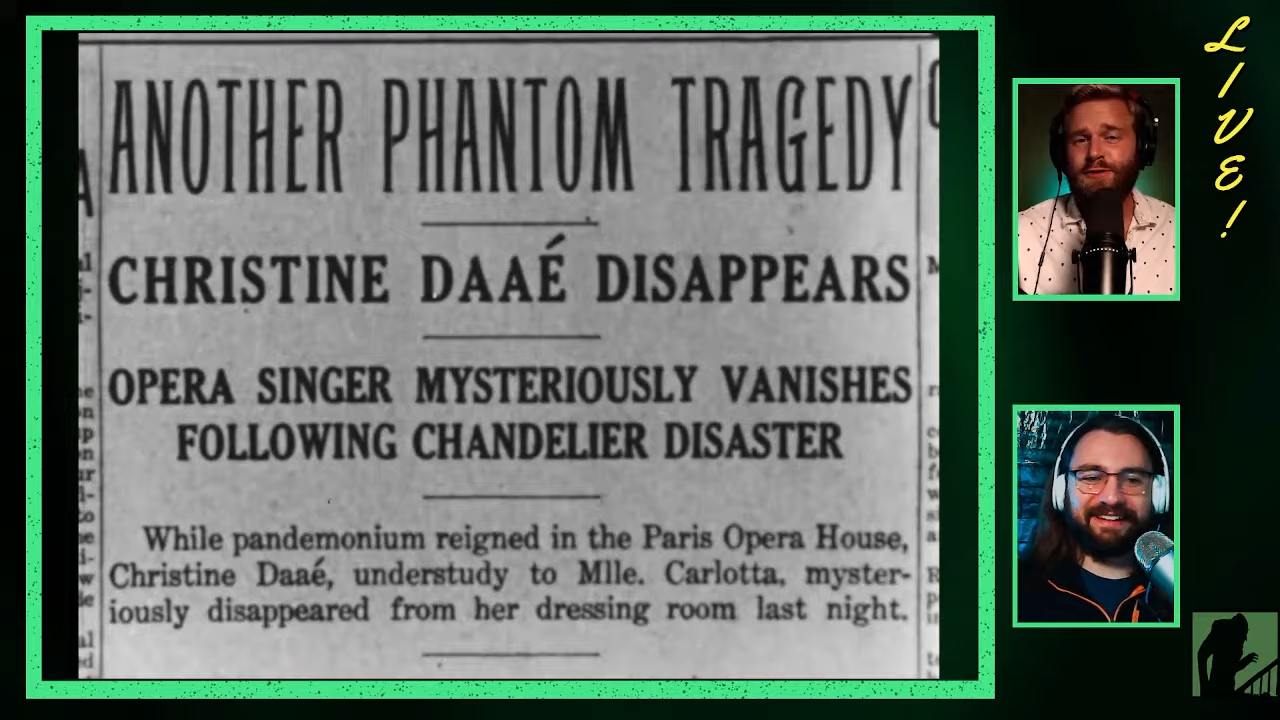 ANOTHER PHANTOM TRAGEDY
CHRISTINE DAAÉ DISAPPEARS
OPERA SINGER MYSTERIOUSLY VANISHES
FOLLOWING CHANDELIER DISASTER
While pandemonium reigned in the Paris Opera House,
Christine Daaé, understudy to Mlle. Carlotta, myster-
iously disappeared from her dressing room last night.
LIVE!